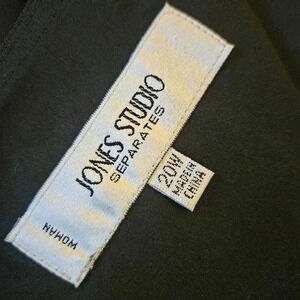 JONES STUDIO
SEPARATES
WOMAN
20W
MADE IN
CHINA